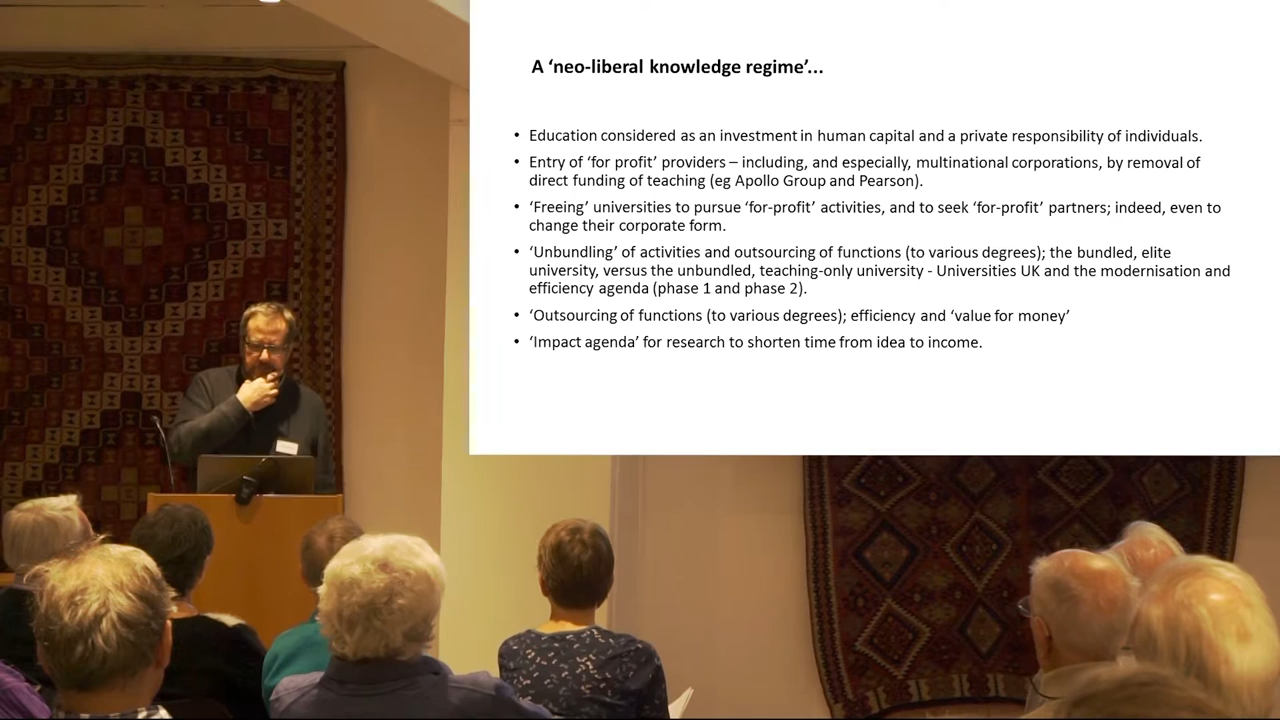 A ‘neo-liberal knowledge regime’...
• Education considered as an investment in human capital and a private responsibility of individuals.
• Entry of ‘for profit’ providers – including, and especially, multinational corporations, by removal of
direct funding of teaching (eg Apollo Group and Pearson).
• ‘Freeing’ universities to pursue ‘for-profit’ activities, and to seek ‘for-profit’ partners; indeed, even to
change their corporate form.
• ‘Unbundling’ of activities and outsourcing of functions (to various degrees); the bundled, elite
university, versus the unbundled, teaching-only university - Universities UK and the modernisation and
efficiency agenda (phase 1 and phase 2).
• ‘Outsourcing of functions (to various degrees); efficiency and ‘value for money’
• ‘Impact agenda’ for research to shorten time from idea to income.